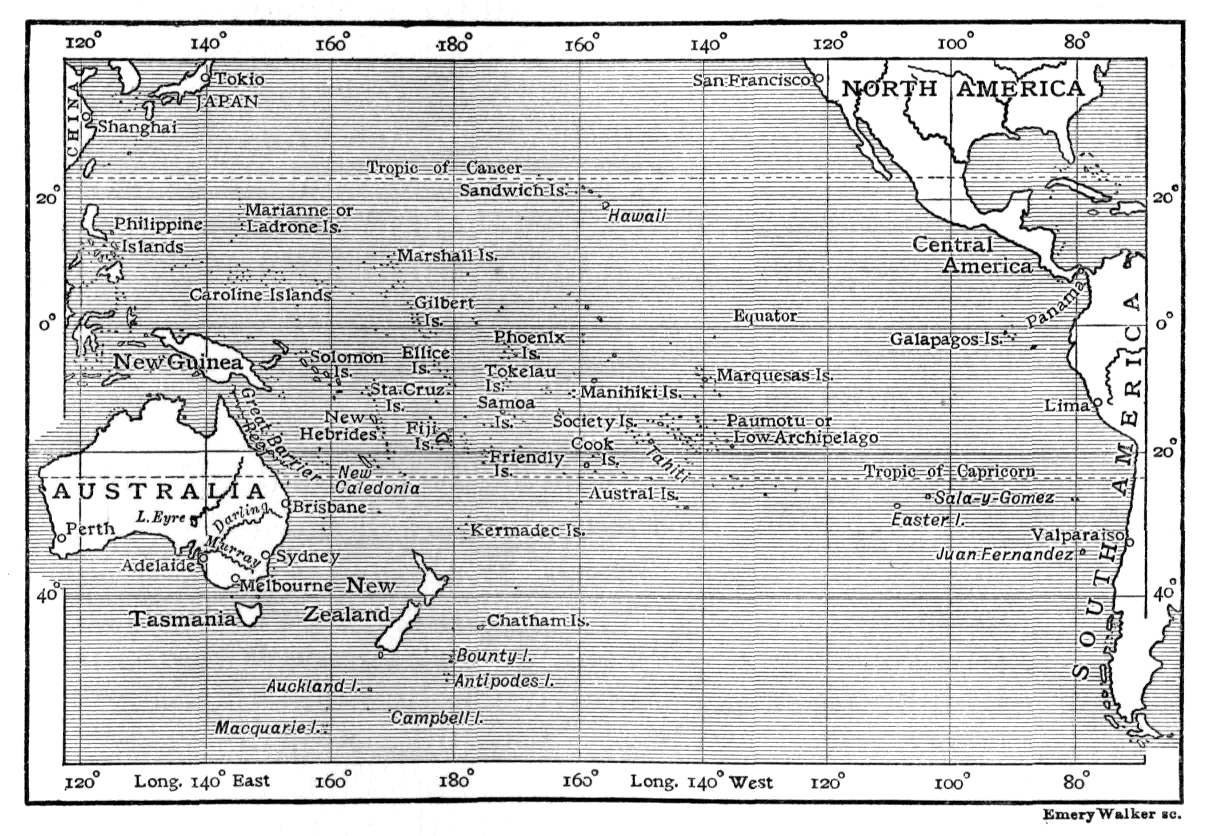 120° 140° 160° 180° 160° 140° 120° 100° 80°
Tokio
JAPAN
CHINA
Shanghai
San Francisco
NORTH AMERICA
Tropic of Cancer
Sandwich Is.
Hawaii
20°
20°
Marianne or
Ladrone Is.
Philippine
Islands
Marshall Is.
Central
America
Caroline Islands
Gilbert
Is.
Equator
Panama
0°
0°
Galapagos Is.
New Guinea
Solomon
Is.
Ellice
Is.
Phoenix
Is.
Tokelau
Is.
Marquesas Is.
Sta. Cruz
Is.
Manihiki Is.
Samoa
Is.
Lima
Great Barrier
Reef
New
Hebrides
Fiji
Is.
Society Is.
Paumotu or
Low Archipelago
Cook
Is.
Tahiti
Friendly
Is.
20°
20°
New
Caledonia
Tropic of Capricorn
AUSTRALIA
Austral Is.
Sala-y-Gomez
Easter I.
L. Eyre
Darling
Brisbane
Perth
Kermadec Is.
Valparaiso
Murray
Sydney
Juan Fernandez
Adelaide
Melbourne
New
Zealand
40°
40°
Tasmania
Chatham Is.
SOUTH AMERICA
Bounty I.
Auckland I.
Antipodes I.
Campbell I.
Macquarie I.
120° Long. 140° East 160° 180° 160° Long. 140° West 120° 100° 80°
Emery Walker sc.